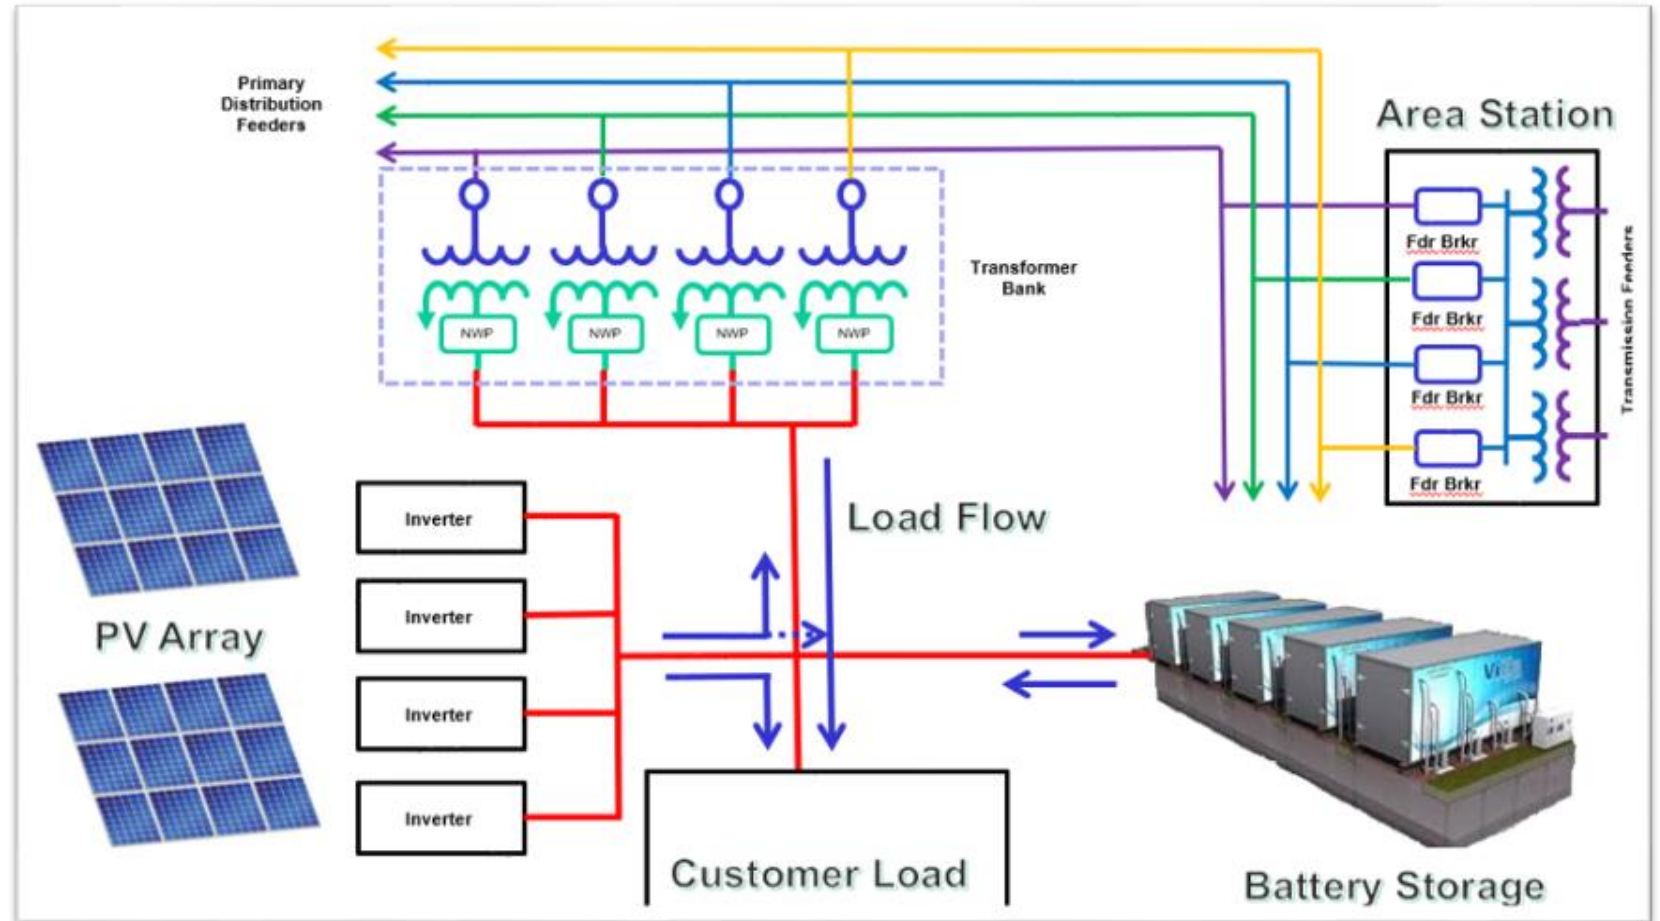 Primary
Distribution
Feeders
Area Station
Transformer
Bank
NWP
NWP
NWP
NWP
Fdr Brkr
Fdr Brkr
Fdr Brkr
Fdr Brkr
Transmission Feeders
Load Flow
PV Array
Inverter
Inverter
Inverter
Inverter
Customer Load
Battery Storage